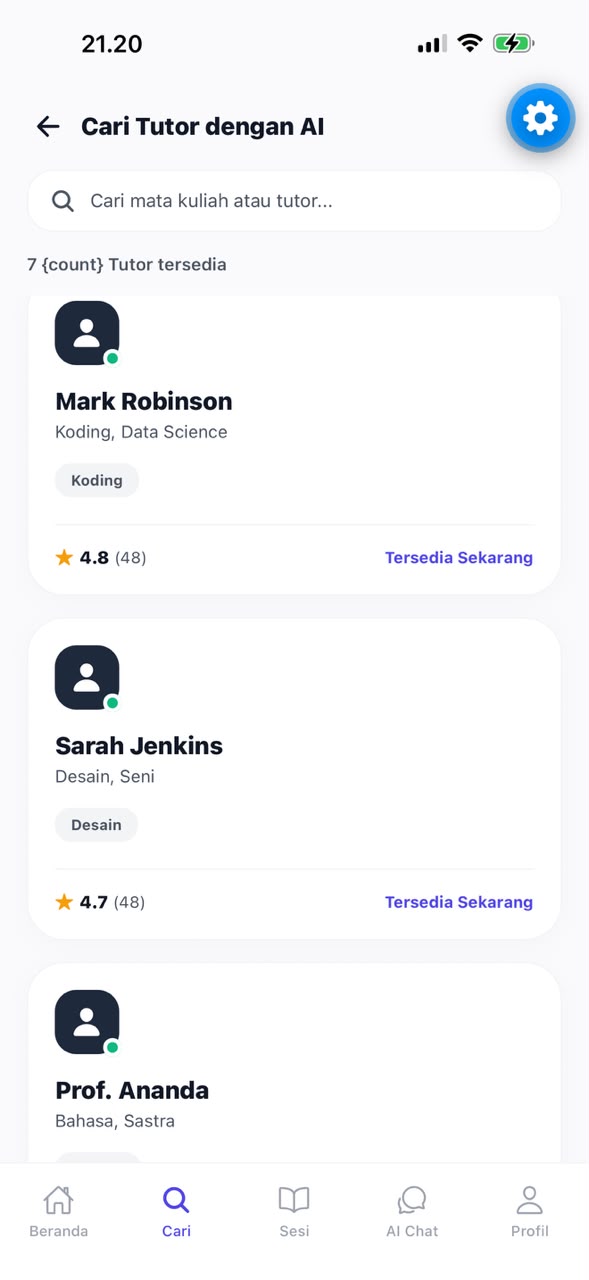 21.20
Cari Tutor dengan AI
Cari mata kuliah atau tutor...
7 {count} Tutor tersedia
Mark Robinson
Koding, Data Science
Koding
4.8 (48)
Tersedia Sekarang
Sarah Jenkins
Desain, Seni
Desain
4.7 (48)
Tersedia Sekarang
Prof. Ananda
Bahasa, Sastra
Beranda
Cari
Sesi
AI Chat
Profil